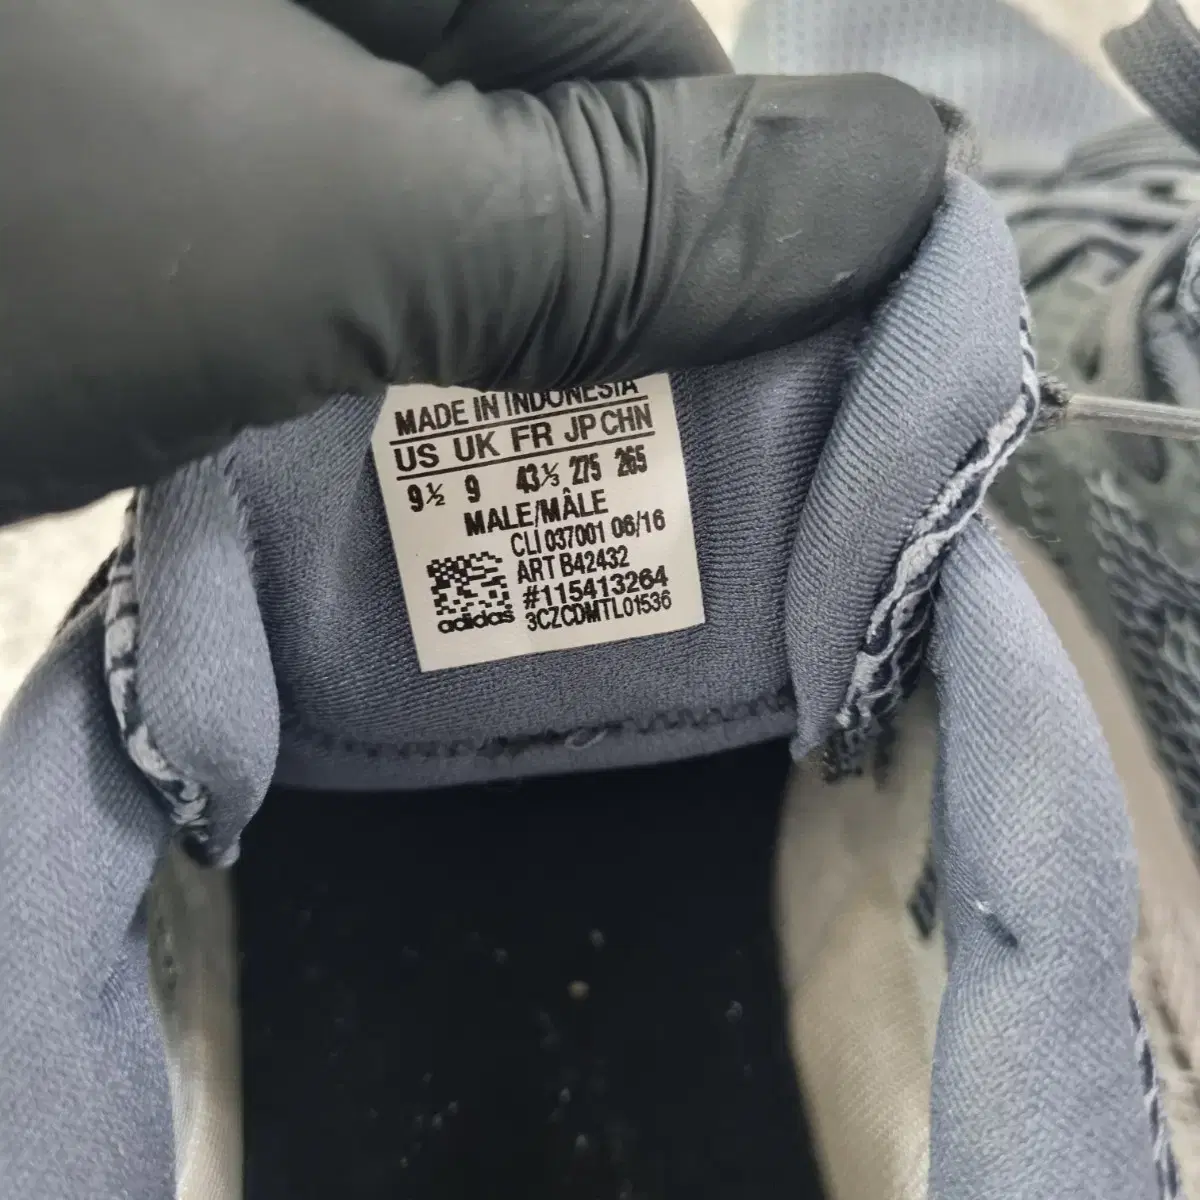 MADE IN INDONESIA
US UK FR JP CHN
9½ 9 43⅓ 275 265
MALE/MÂLE
CLI 037001 06/16
ART B42432
#115413264
adidas 3CZCDMTL01536